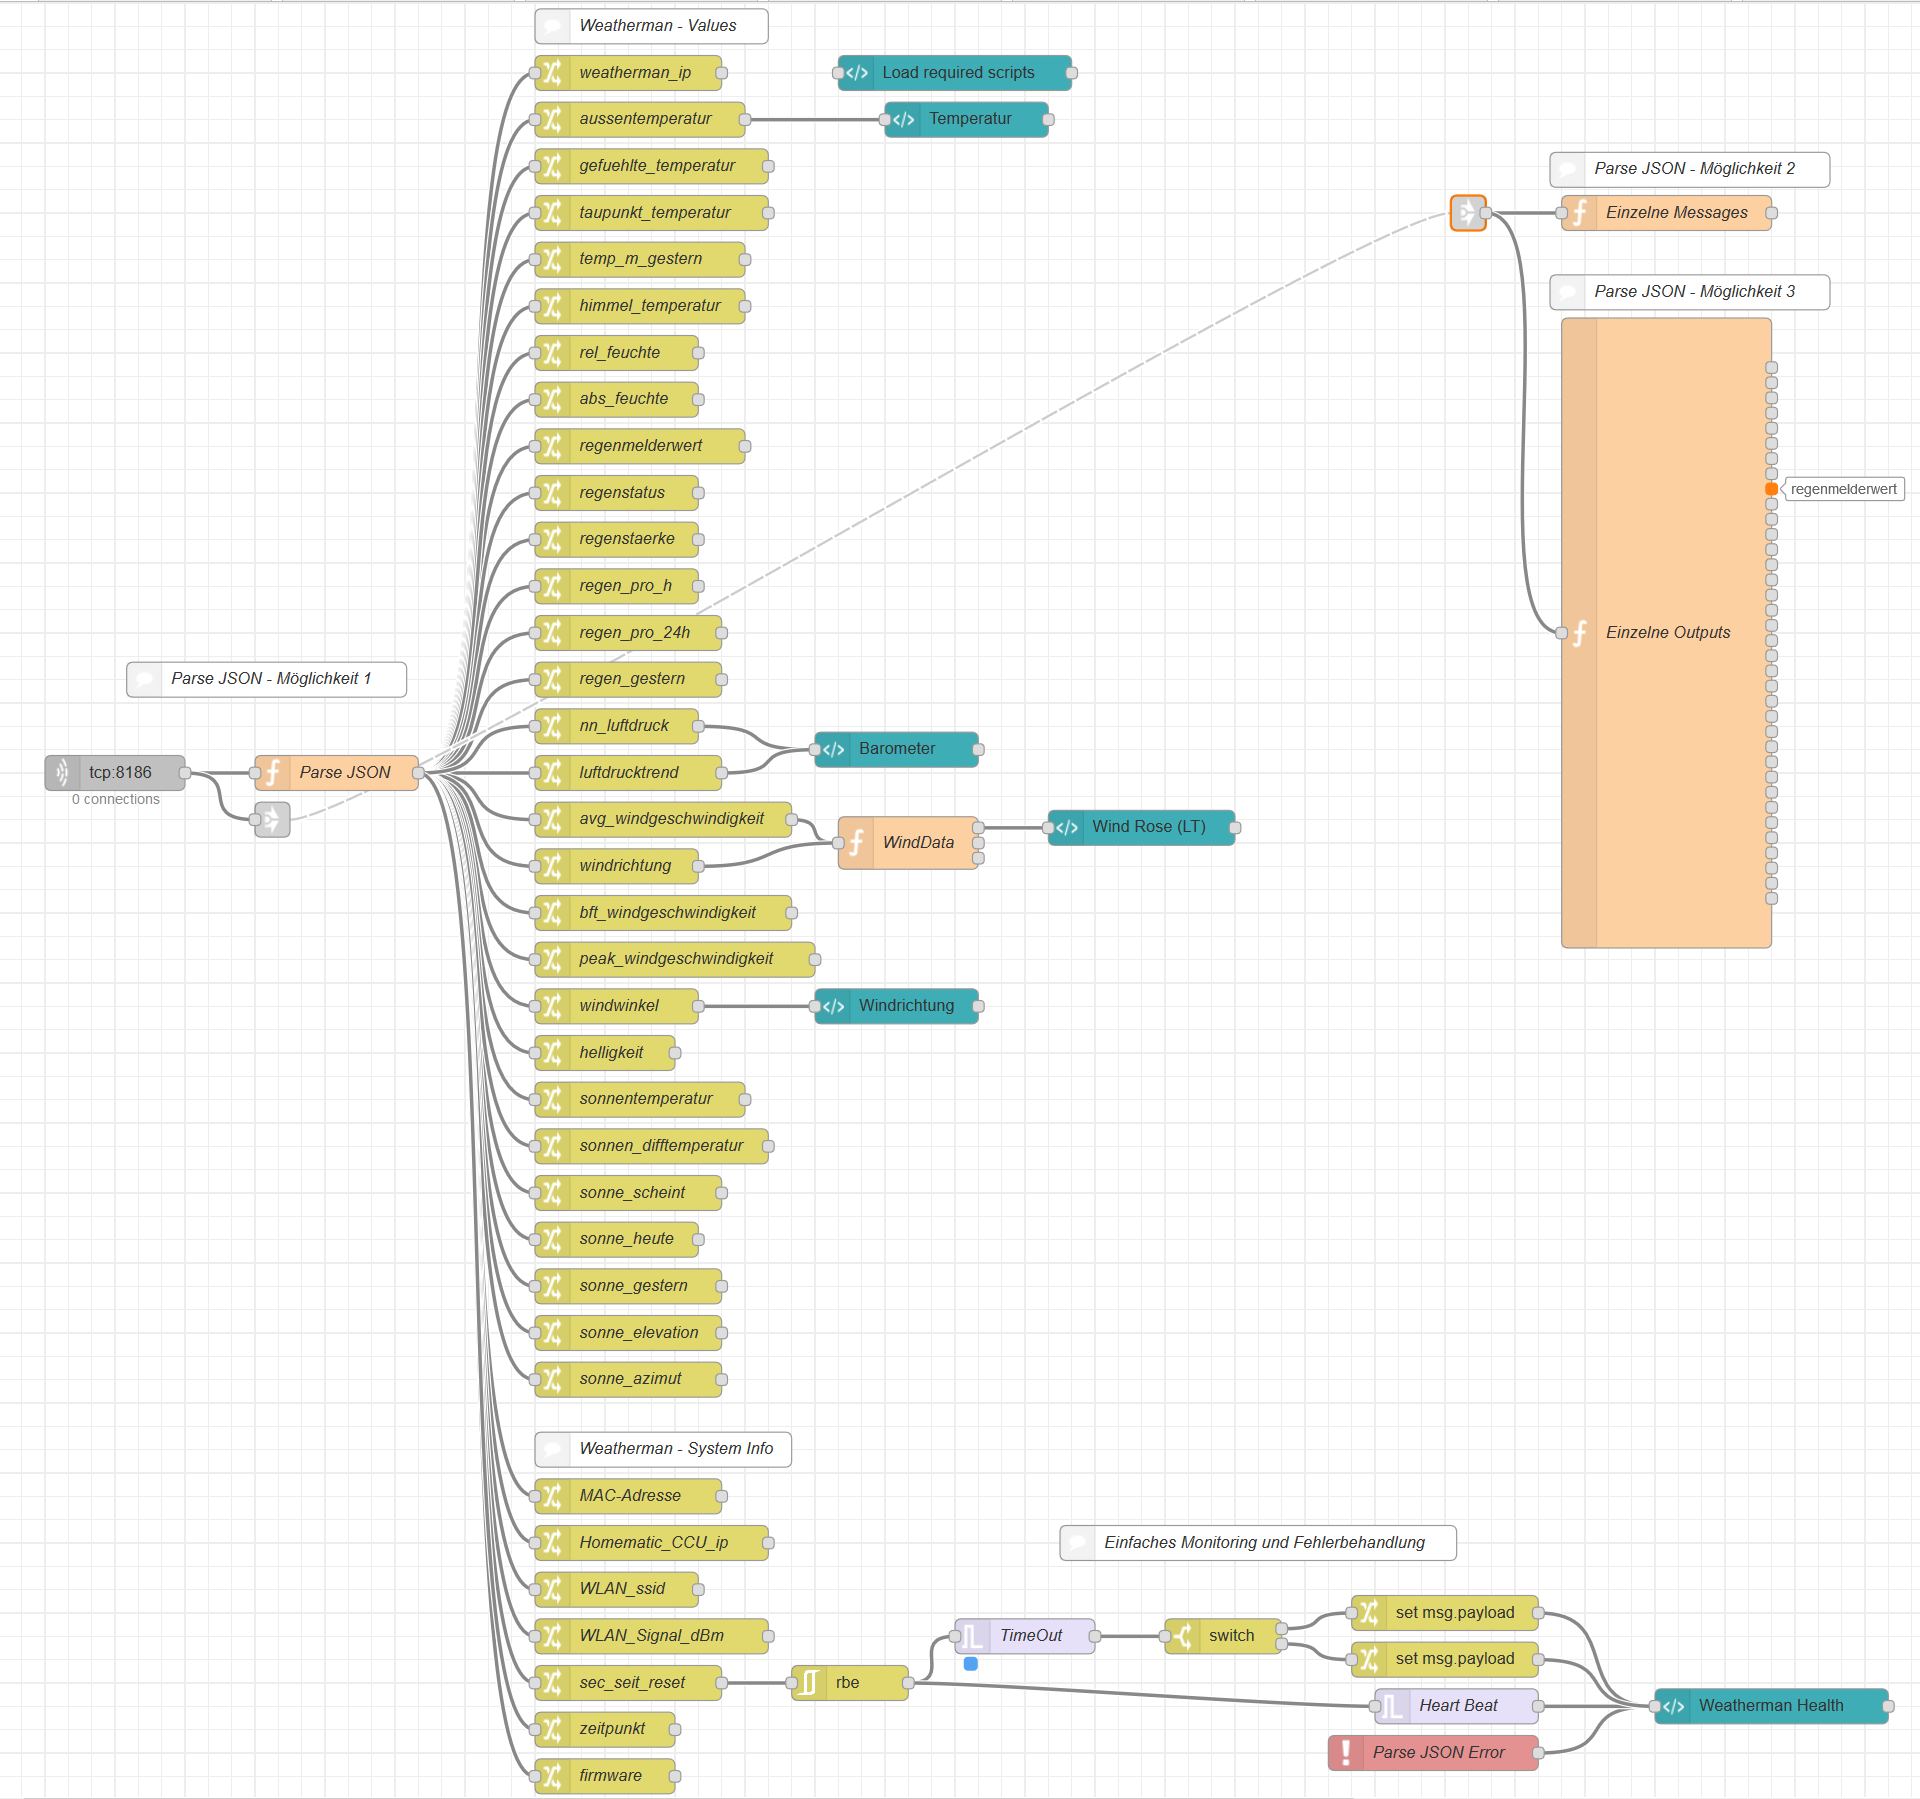 Weatherman - Values
weatherman_ip
Load required scripts
aussentemperatur
Temperatur
gefuehlte_temperatur
Parse JSON - Möglichkeit 2
taupunkt_temperatur
Einzelne Messages
temp_m_gestern
himmel_temperatur
Parse JSON - Möglichkeit 3
rel_feuchte
abs_feuchte
regenmelderwert
regenstatus
regenmelderwert
regenstaerke
regen_pro_h
regen_pro_24h
Einzelne Outputs
Parse JSON - Möglichkeit 1
regen_gestern
nn_luftdruck
Barometer
tcp:8186
0 connections
Parse JSON
luftdrucktrend
avg_windgeschwindigkeit
WindData
Wind Rose (LT)
windrichtung
bft_windgeschwindigkeit
peak_windgeschwindigkeit
windwinkel
Windrichtung
helligkeit
sonnentemperatur
sonnen_difftemperatur
sonne_scheint
sonne_heute
sonne_gestern
sonne_elevation
sonne_azimut
Weatherman - System Info
MAC-Adresse
Homematic_CCU_ip
Einfaches Monitoring und Fehlerbehandlung
WLAN_ssid
set msg.payload
WLAN_Signal_dBm
TimeOut
switch
set msg.payload
sec_seit_reset
rbe
Heart Beat
Weatherman Health
zeitpunkt
Parse JSON Error
firmware